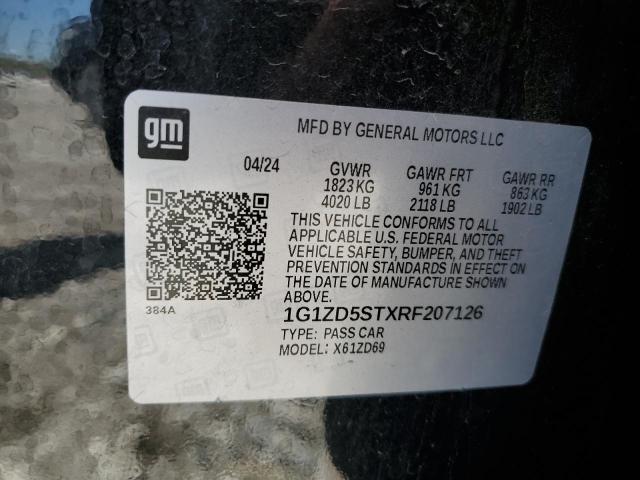 gm
MFD BY GENERAL MOTORS LLC
04/24 GVWR GAWR FRT GAWR RR
1823 KG 961 KG 863 KG
4020 LB 2118 LB 1902 LB
THIS VEHICLE CONFORMS TO ALL
APPLICABLE U.S. FEDERAL MOTOR
VEHICLE SAFETY, BUMPER, AND THEFT
PREVENTION STANDARDS IN EFFECT ON
THE DATE OF MANUFACTURE SHOWN
ABOVE.
384A
1G1ZD5STXRF207126
TYPE: PASS CAR
MODEL: X61ZD69